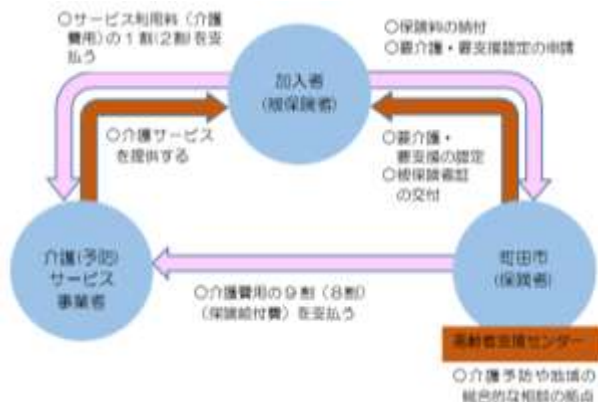 ○サービス利用料（介護
費用）の１割(２割)を支
払う
○保険料の納付
○要介護・要支援認定の申請
加入者
(被保険者)
○介護サービス
を提供する
○要介護・
要支援の認定
○被保険者証
の交付
介護(予防)
サービス
事業者
町田市
(保険者)
○介護費用の９割（８割）
（保険給付費）を支払う
高齢者支援センター
○介護予防や地域の
総合的な相談の拠点